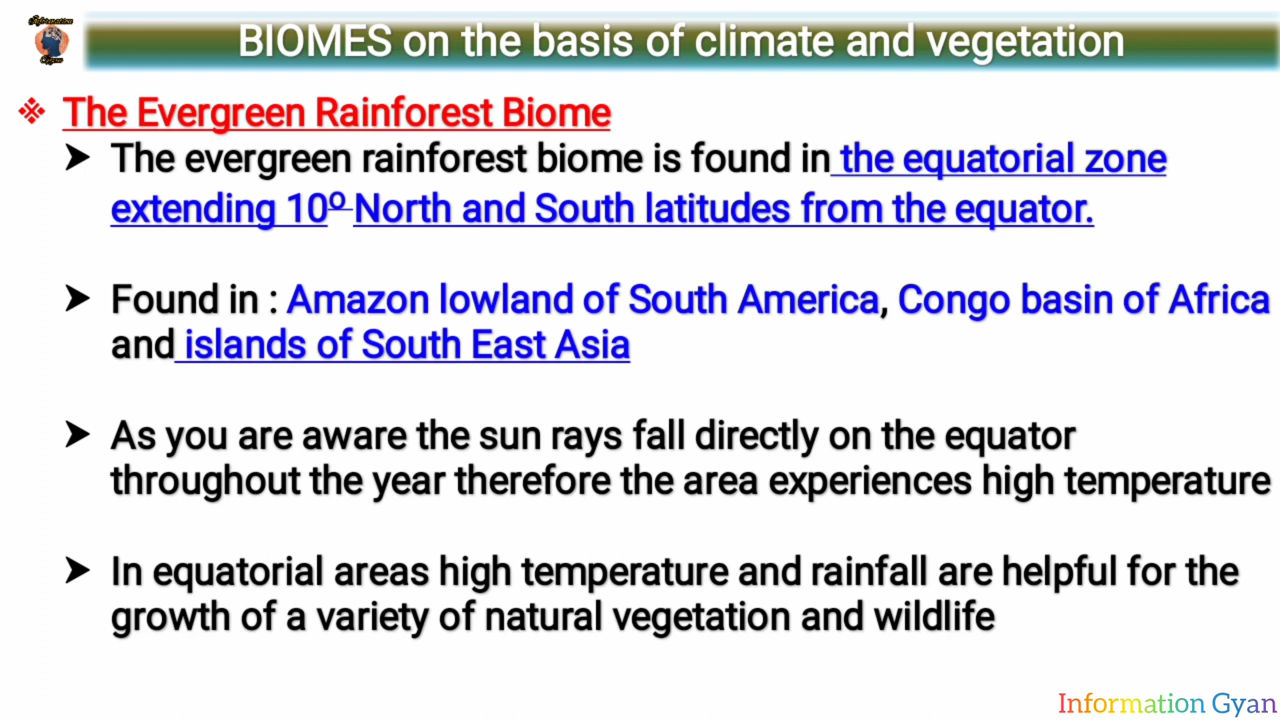 Information
Gyan
BIOMES on the basis of climate and vegetation
❖ The Evergreen Rainforest Biome
➤ The evergreen rainforest biome is found in the equatorial zone
extending 10⁰ North and South latitudes from the equator.
➤ Found in : Amazon lowland of South America, Congo basin of Africa
and islands of South East Asia
➤ As you are aware the sun rays fall directly on the equator
throughout the year therefore the area experiences high temperature
➤ In equatorial areas high temperature and rainfall are helpful for the
growth of a variety of natural vegetation and wildlife
Information Gyan